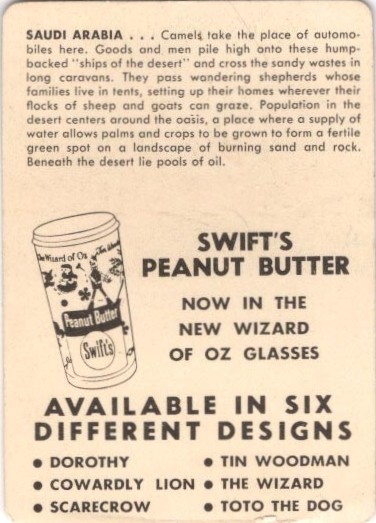 SAUDI ARABIA . . . Camels take the place of automo-
biles here. Goods and men pile high onto these hump-
backed "ships of the desert" and cross the sandy wastes in
long caravans. They pass wandering shepherds whose
families live in tents, setting up their homes wherever their
flocks of sheep and goats can graze. Population in the
desert centers around the oasis, a place where a supply of
water allows palms and crops to be grown to form a fertile
green spot on a landscape of burning sand and rock.
Beneath the desert lie pools of oil.
Wizard of Oz
Peanut Butter
Swift's
SWIFT'S
PEANUT BUTTER
NOW IN THE
NEW WIZARD
OF OZ GLASSES
AVAILABLE IN SIX
DIFFERENT DESIGNS
• DOROTHY
• COWARDLY LION
• SCARECROW
• TIN WOODMAN
• THE WIZARD
• TOTO THE DOG